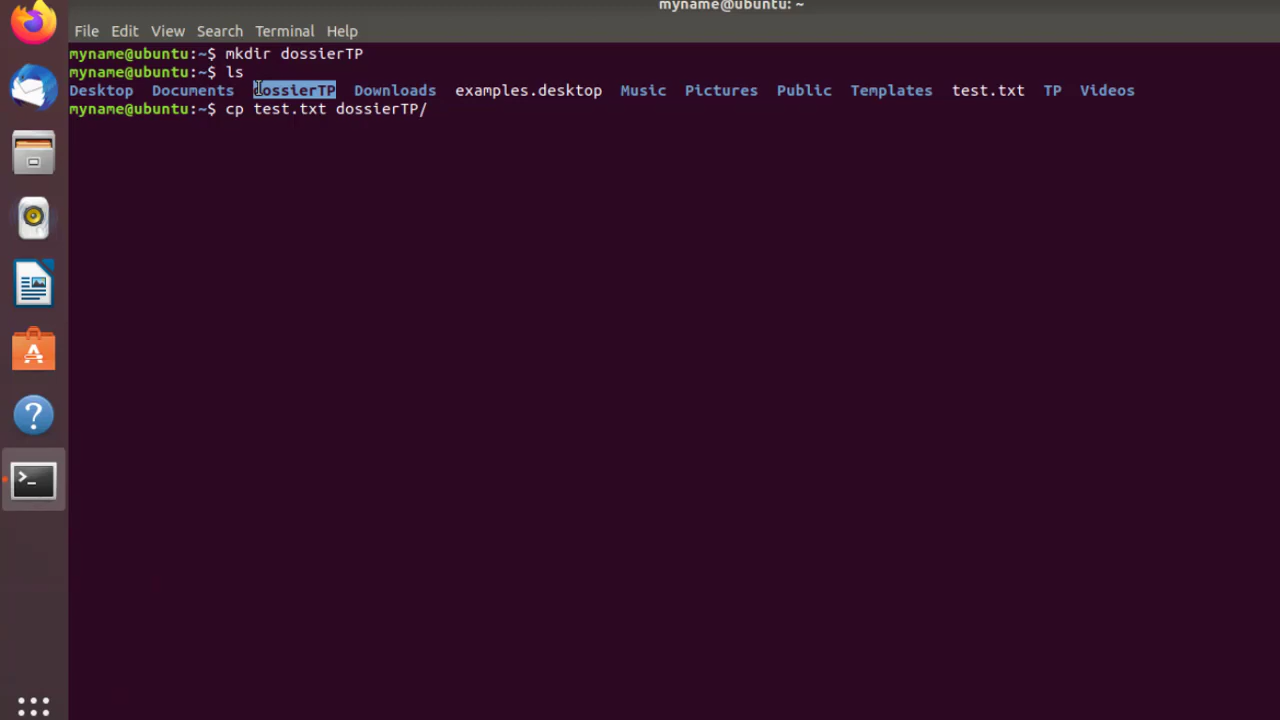 myname@ubuntu: ~
File Edit View Search Terminal Help
myname@ubuntu:~$ mkdir dossierTP
myname@ubuntu:~$ ls
Desktop Documents dossierTP Downloads examples.desktop Music Pictures Public Templates test.txt TP Videos
myname@ubuntu:~$ cp test.txt dossierTP/